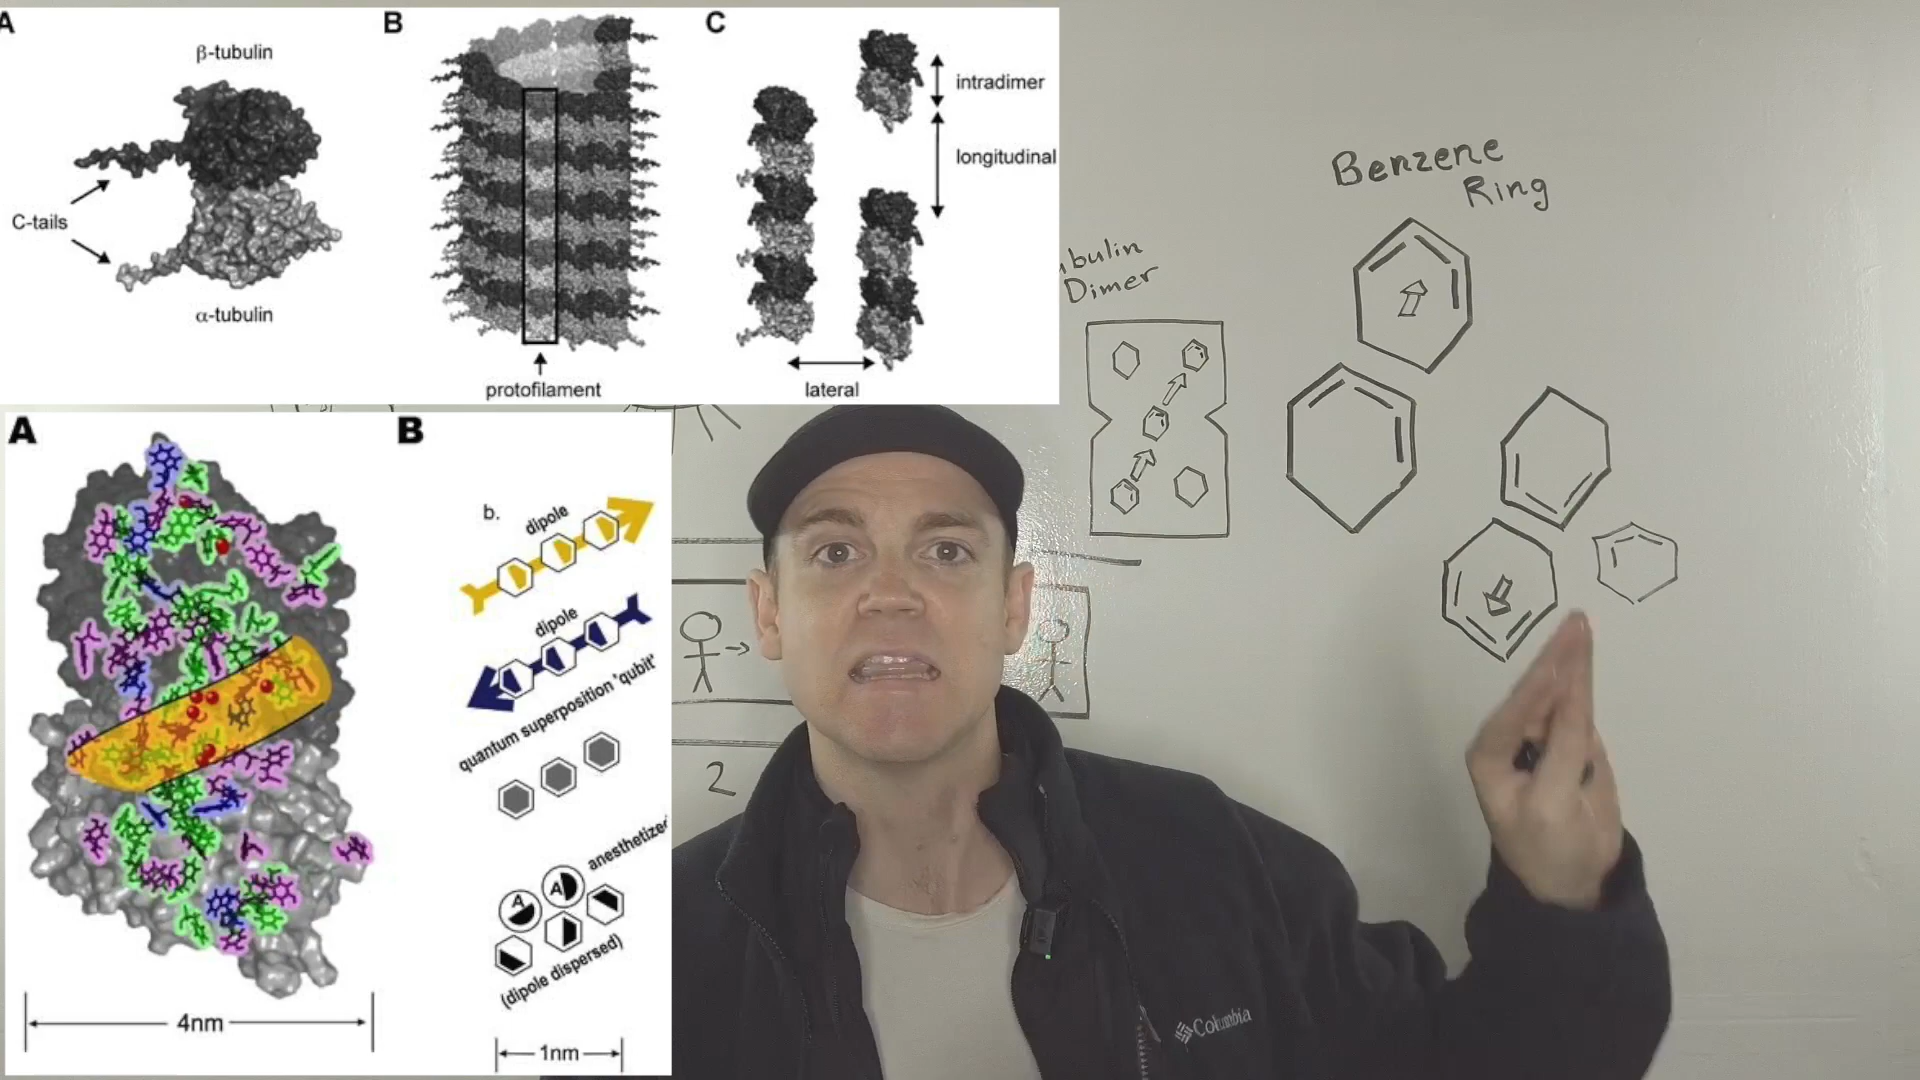 A
B
C
β-tubulin
C-tails
α-tubulin
protofilament
intradimer
longitudinal
lateral
Benzene
Ring
bulin
Dimer
2
A
B
b.
dipole
dipole
quantum superposition 'qubit'
anesthetized
A
A
(dipole dispersed)
4nm
1nm
Columbia